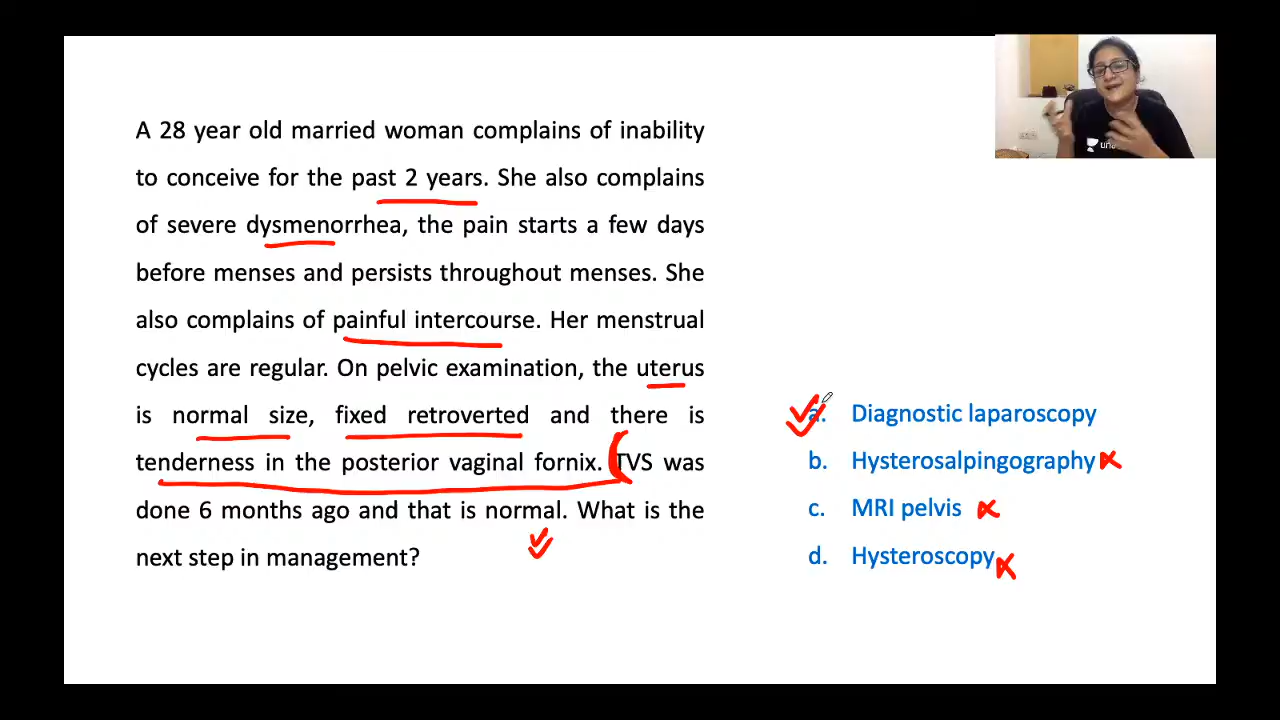 A 28 year old married woman complains of inability
to conceive for the past 2 years. She also complains
of severe dysmenorrhea, the pain starts a few days
before menses and persists throughout menses. She
also complains of painful intercourse. Her menstrual
cycles are regular. On pelvic examination, the uterus
is normal size, fixed retroverted and there is
tenderness in the posterior vaginal fornix. TVS was
done 6 months ago and that is normal. What is the
next step in management?
a. Diagnostic laparoscopy
b. Hysterosalpingography
c. MRI pelvis
d. Hysteroscopy